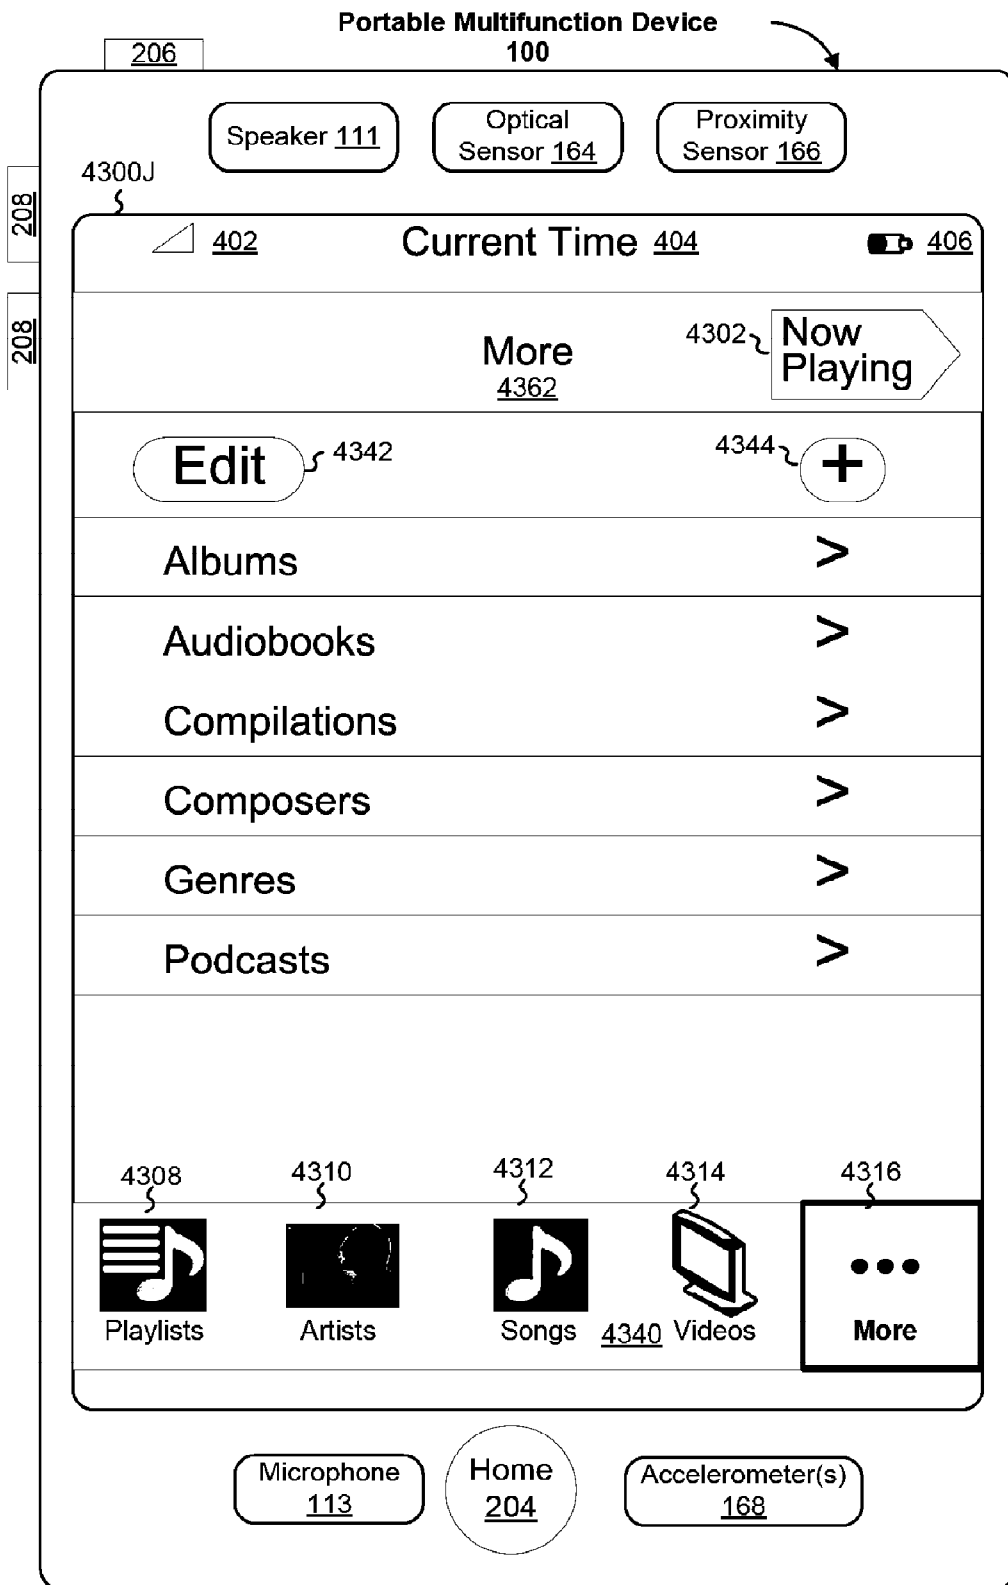 Portable Multifunction Device
100
206
Speaker 111
Optical
Sensor 164
Proximity
Sensor 166
4300J
208
208
402
Current Time 404
406
More
4362
4302
Now
Playing
Edit
4342
4344
+
Albums >
Audiobooks >
Compilations >
Composers >
Genres >
Podcasts >
4308
4310
4312
4314
4316
Playlists
Artists
Songs
4340
Videos
More
Microphone
113
Home
204
Accelerometer(s)
168